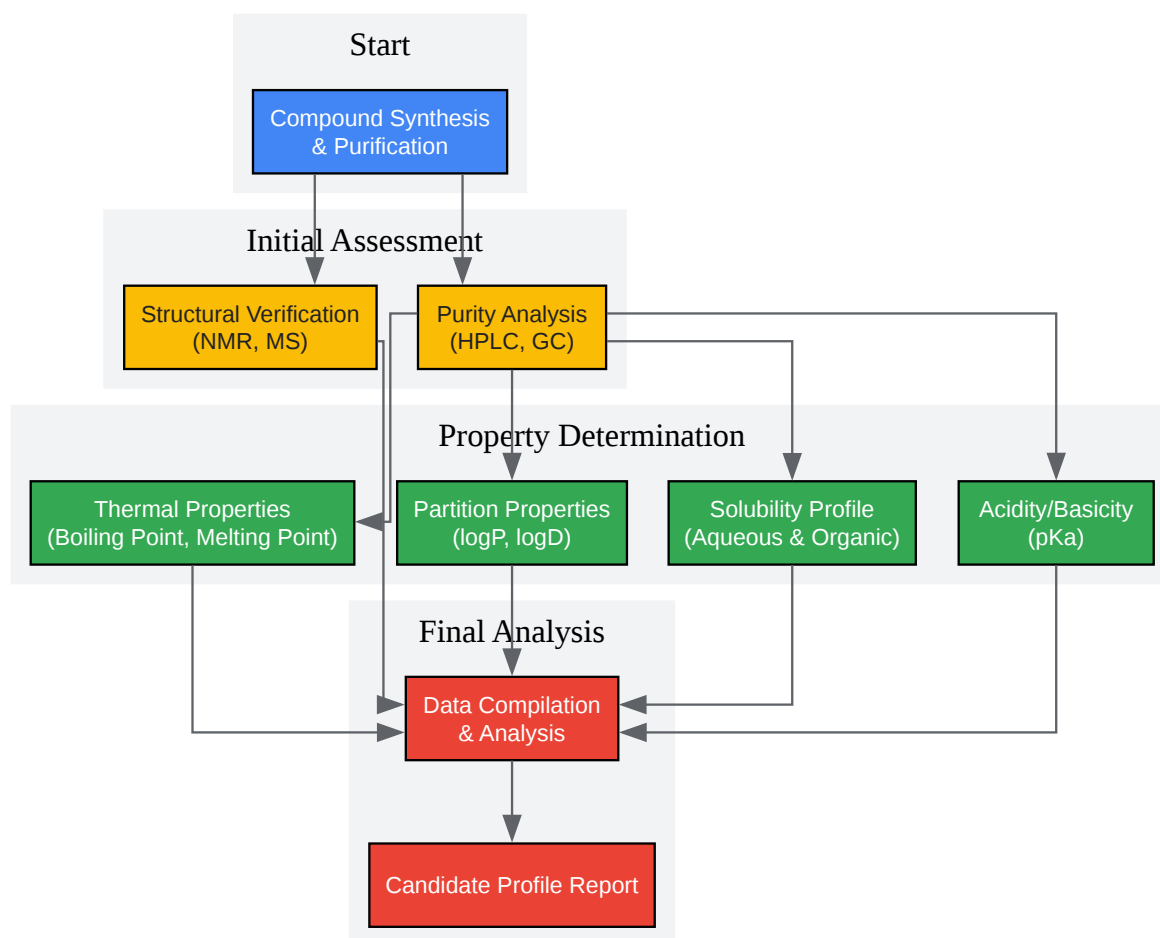 Start
Compound Synthesis
& Purification
Initial Assessment
Structural Verification
(NMR, MS)
Purity Analysis
(HPLC, GC)
Property Determination
Thermal Properties
(Boiling Point, Melting Point)
Partition Properties
(logP, logD)
Solubility Profile
(Aqueous & Organic)
Acidity/Basicity
(pKa)
Final Analysis
Data Compilation
& Analysis
Candidate Profile Report